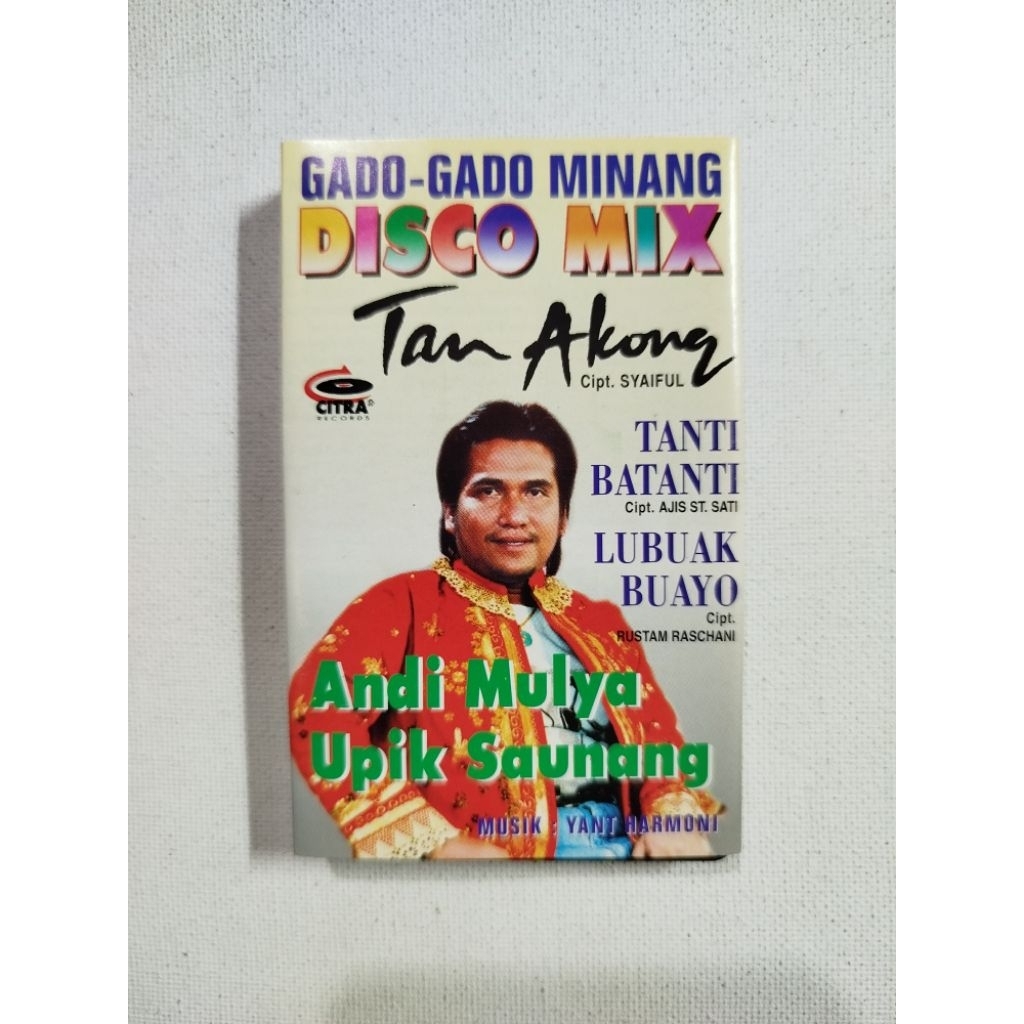 GADO-GADO MINANG
DISCO MIX
Tan Akong
Cipt. SYAIFUL
CITRA®
RECORDS
TANTI
BATANTI
Cipt. AJIS ST. SATI
LUBUAK
BUAYO
Cipt.
RUSTAM RASCHANI
Andi Mulya
Upik Saunang
MUSIK : YANT HARMONI